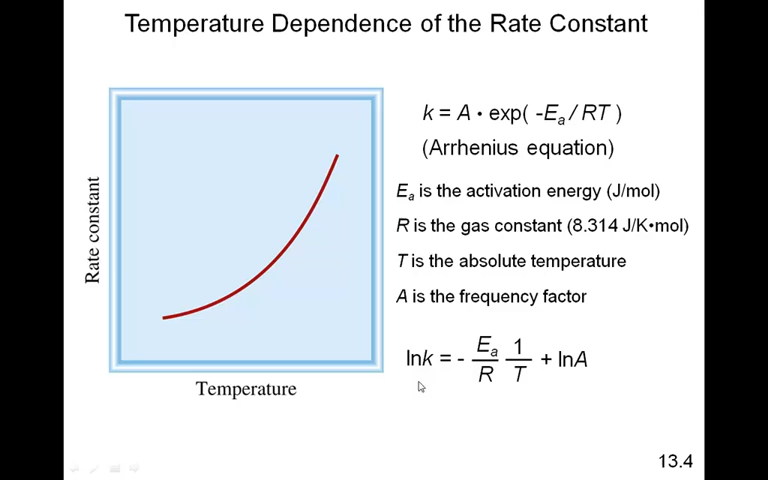 Temperature Dependence of the Rate Constant
Rate constant
Temperature
k = A • exp( -Ea / RT )
(Arrhenius equation)
Ea is the activation energy (J/mol)
R is the gas constant (8.314 J/K•mol)
T is the absolute temperature
A is the frequency factor
lnk = - Ea/R 1/T + lnA
13.4